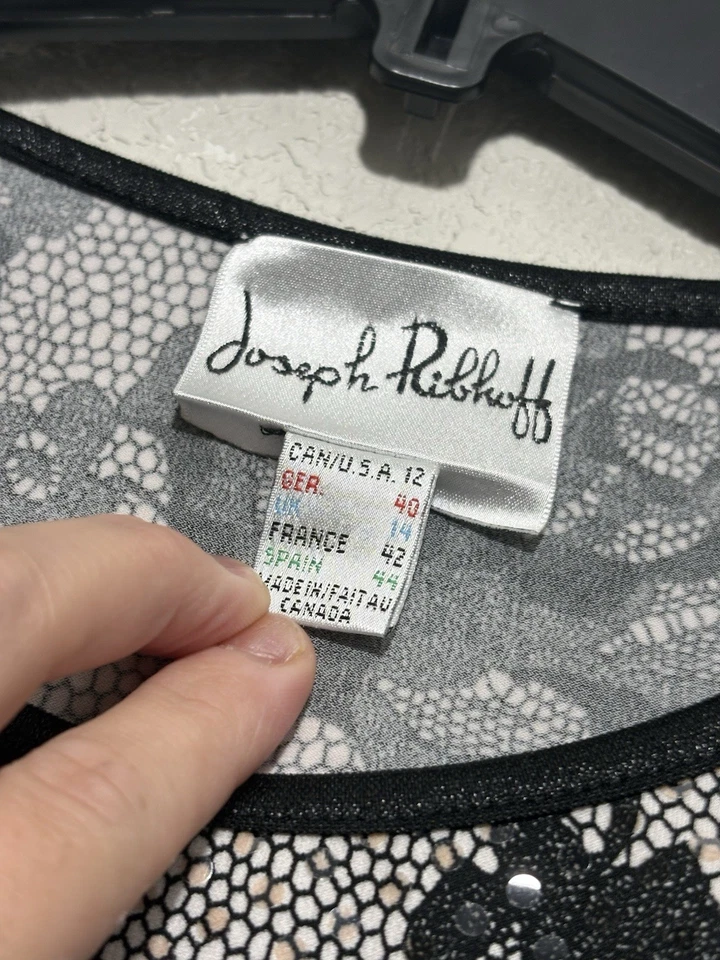 Joseph Ribkoff
CAN/U.S.A. 12
GER. 40
UK 14
FRANCE 42
SPAIN 44
MADE IN/FAIT AU
CANADA